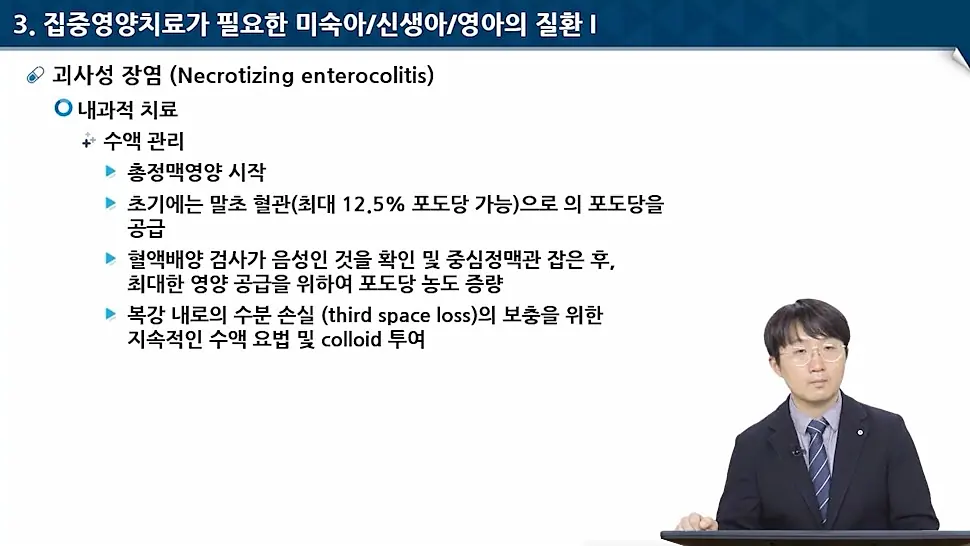 3. 집중영양치료가 필요한 미숙아/신생아/영아의 질환 I
괴사성 장염 (Necrotizing enterocolitis)
내과적 치료
수액 관리
총정맥영양 시작
초기에는 말초 혈관(최대 12.5% 포도당 가능)으로 의 포도당을
공급
혈액배양 검사가 음성인 것을 확인 및 중심정맥관 잡은 후,
최대한 영양 공급을 위하여 포도당 농도 증량
복강 내로의 수분 손실 (third space loss)의 보충을 위한
지속적인 수액 요법 및 colloid 투여